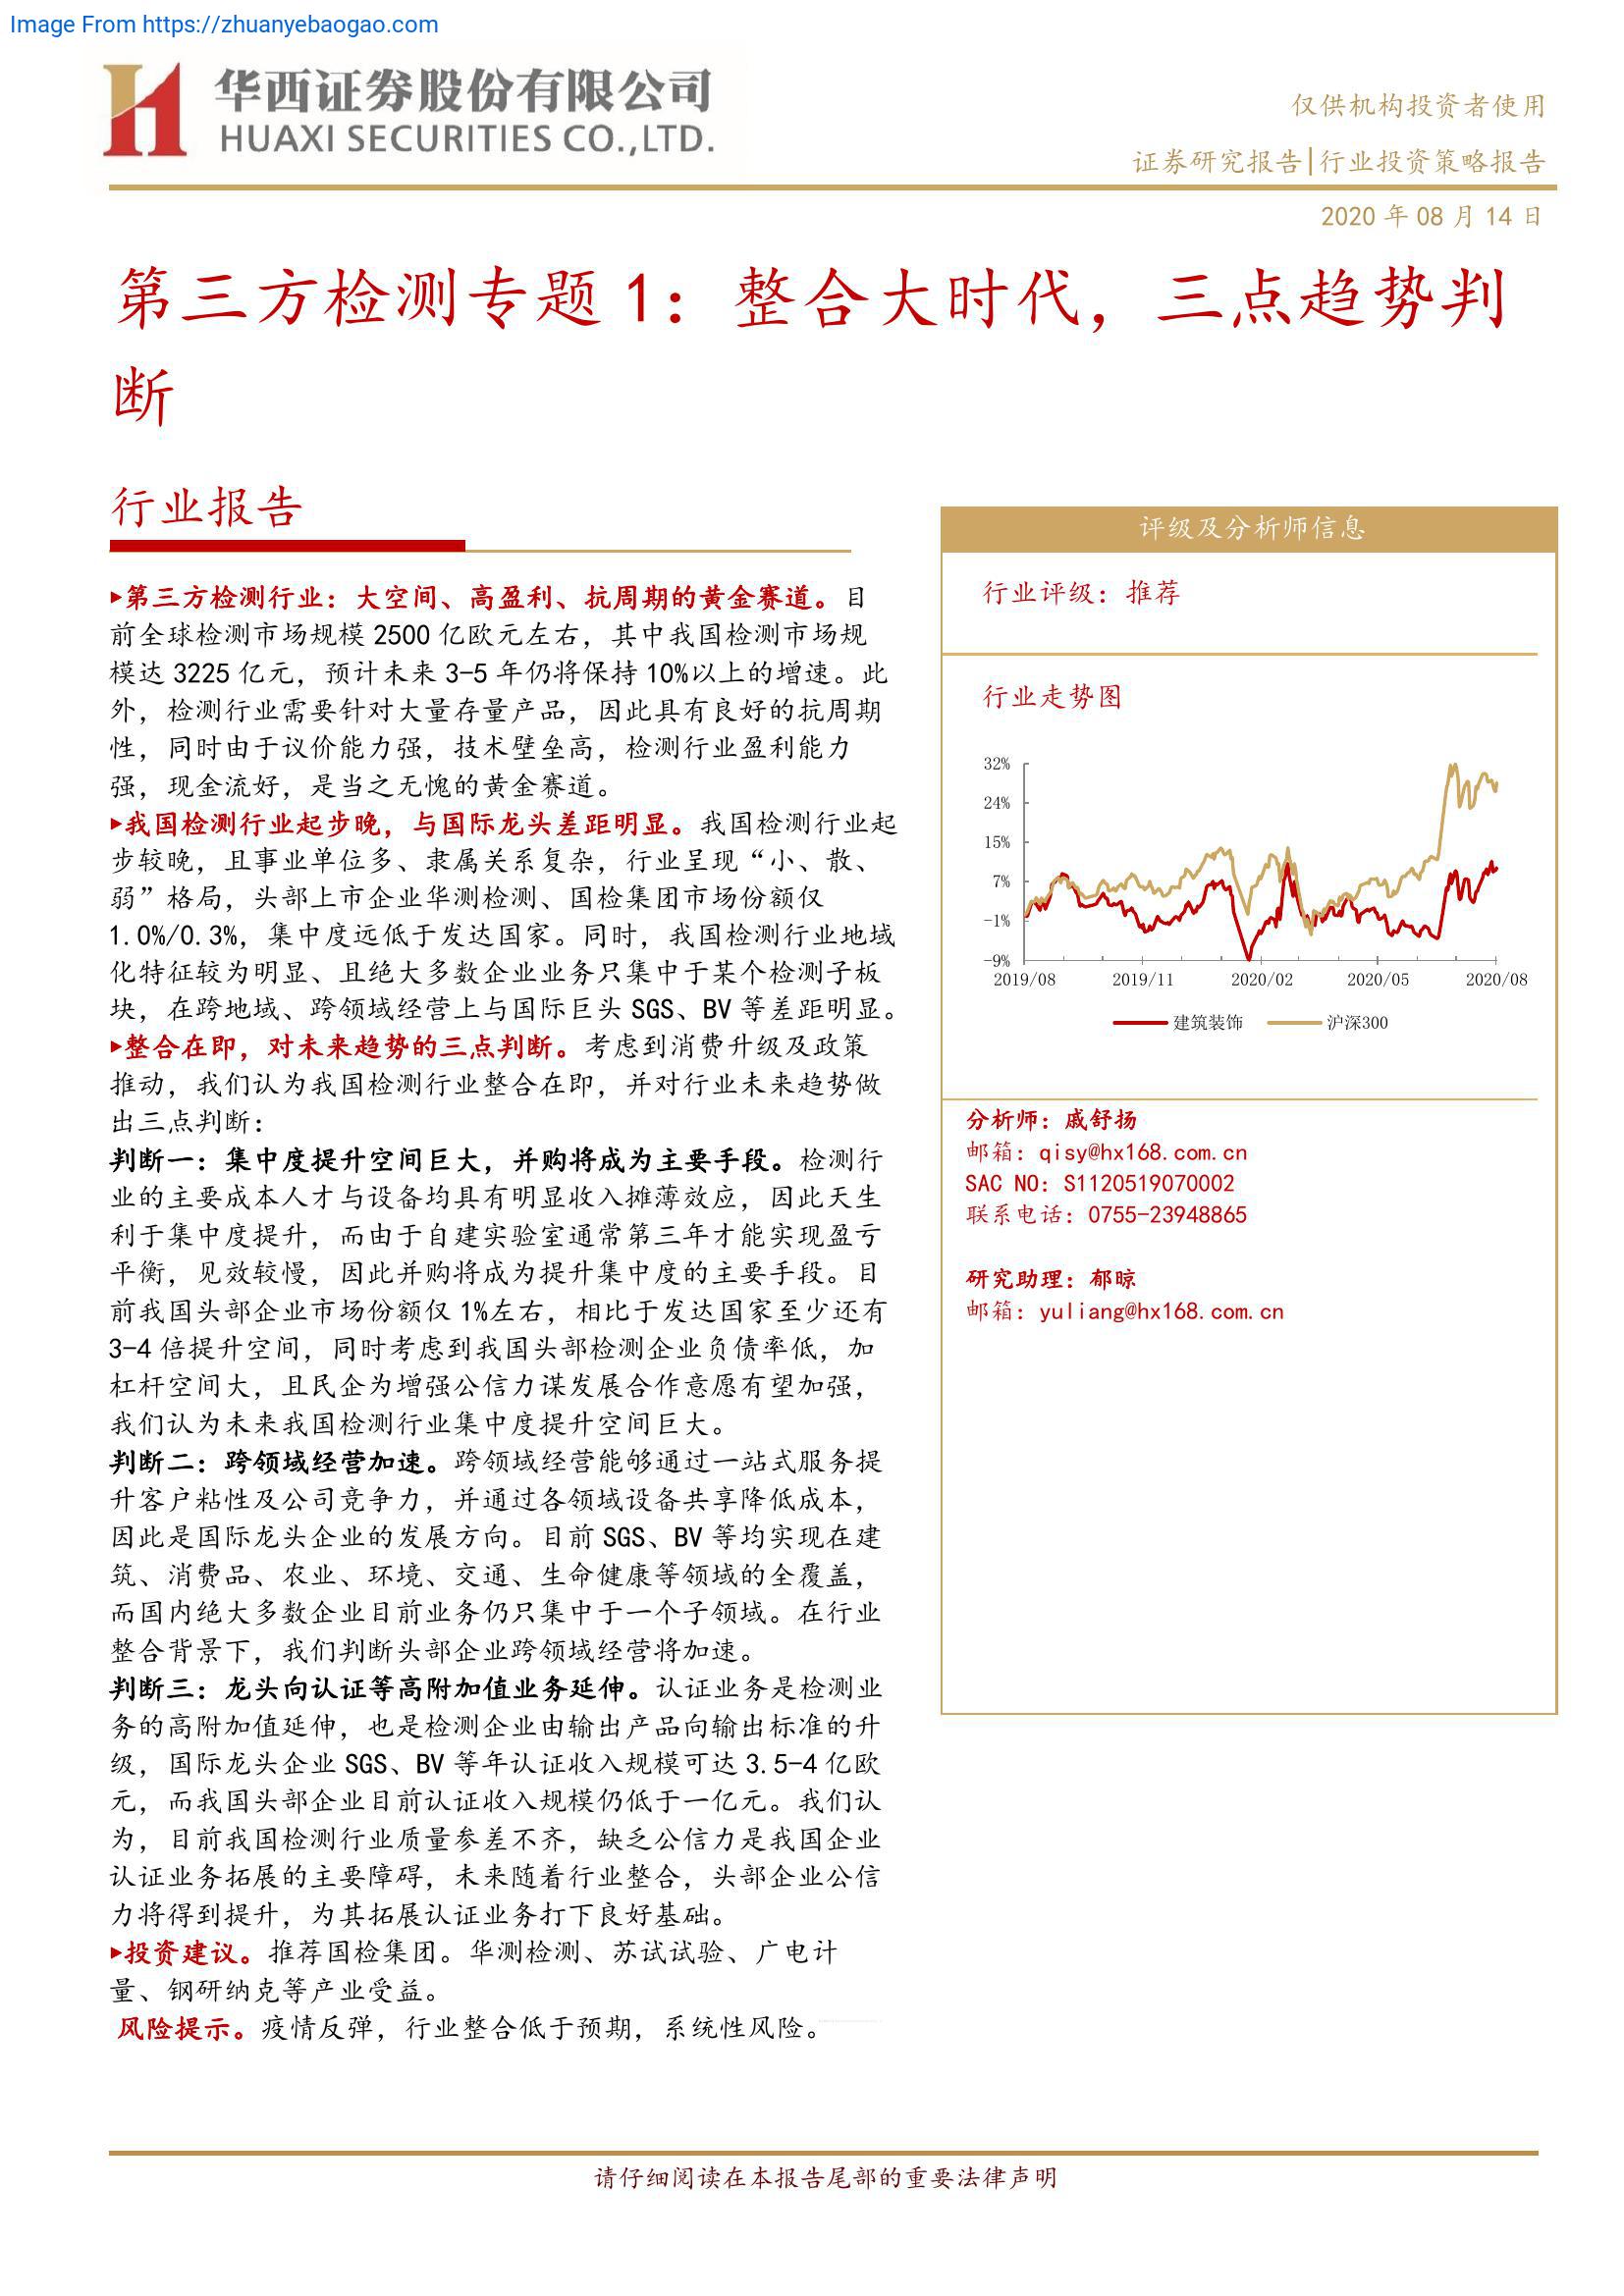 Image From https://zhuanyebaogao.com
华西证券股份有限公司
HUAXI SECURITIES CO.,LTD.
仅供机构投资者使用
证券研究报告|行业投资策略报告
2020 年 08 月 14 日
第三方检测专题 1：整合大时代，三点趋势判
断
行业报告
▸第三方检测行业：大空间、高盈利、抗周期的黄金赛道。目
前全球检测市场规模 2500 亿欧元左右，其中我国检测市场规
模达 3225 亿元，预计未来 3-5 年仍将保持 10%以上的增速。此
外，检测行业需要针对大量存量产品，因此具有良好的抗周期
性，同时由于议价能力强，技术壁垒高，检测行业盈利能力
强，现金流好，是当之无愧的黄金赛道。
▸我国检测行业起步晚，与国际龙头差距明显。我国检测行业起
步较晚，且事业单位多、隶属关系复杂，行业呈现“小、散、
弱”格局，头部上市企业华测检测、国检集团市场份额仅
1.0%/0.3%，集中度远低于发达国家。同时，我国检测行业地域
化特征较为明显、且绝大多数企业业务只集中于某个检测子板
块，在跨地域、跨领域经营上与国际巨头 SGS、BV 等差距明显。
▸整合在即，对未来趋势的三点判断。考虑到消费升级及政策
推动，我们认为我国检测行业整合在即，并对行业未来趋势做
出三点判断：
判断一：集中度提升空间巨大，并购将成为主要手段。检测行
业的主要成本人才与设备均具有明显收入摊薄效应，因此天生
利于集中度提升，而由于自建实验室通常第三年才能实现盈亏
平衡，见效较慢，因此并购将成为提升集中度的主要手段。目
前我国头部企业市场份额仅 1%左右，相比于发达国家至少还有
3-4 倍提升空间，同时考虑到我国头部检测企业负债率低，加
杠杆空间大，且民企为增强公信力谋发展合作意愿有望加强，
我们认为未来我国检测行业集中度提升空间巨大。
判断二：跨领域经营加速。跨领域经营能够通过一站式服务提
升客户粘性及公司竞争力，并通过各领域设备共享降低成本，
因此是国际龙头企业的发展方向。目前 SGS、BV 等均实现在建
筑、消费品、农业、环境、交通、生命健康等领域的全覆盖，
而国内绝大多数企业目前业务仍只集中于一个子领域。在行业
整合背景下，我们判断头部企业跨领域经营将加速。
判断三：龙头向认证等高附加值业务延伸。认证业务是检测业
务的高附加值延伸，也是检测企业由输出产品向输出标准的升
级，国际龙头企业 SGS、BV 等年认证收入规模可达 3.5-4 亿欧
元，而我国头部企业目前认证收入规模仍低于一亿元。我们认
为，目前我国检测行业质量参差不齐，缺乏公信力是我国企业
认证业务拓展的主要障碍，未来随着行业整合，头部企业公信
力将得到提升，为其拓展认证业务打下良好基础。
▸投资建议。推荐国检集团。华测检测、苏试试验、广电计
量、钢研纳克等产业受益。
风险提示。疫情反弹，行业整合低于预期，系统性风险。
评级及分析师信息
行业评级：推荐
行业走势图
32%
24%
15%
7%
-1%
-9%
2019/08 2019/11 2020/02 2020/05 2020/08
建筑装饰 沪深300
分析师：戚舒扬
邮箱：qisy@hx168.com.cn
SAC NO：S1120519070002
联系电话：0755-23948865
研究助理：郁晾
邮箱：yuliang@hx168.com.cn
请仔细阅读在本报告尾部的重要法律声明